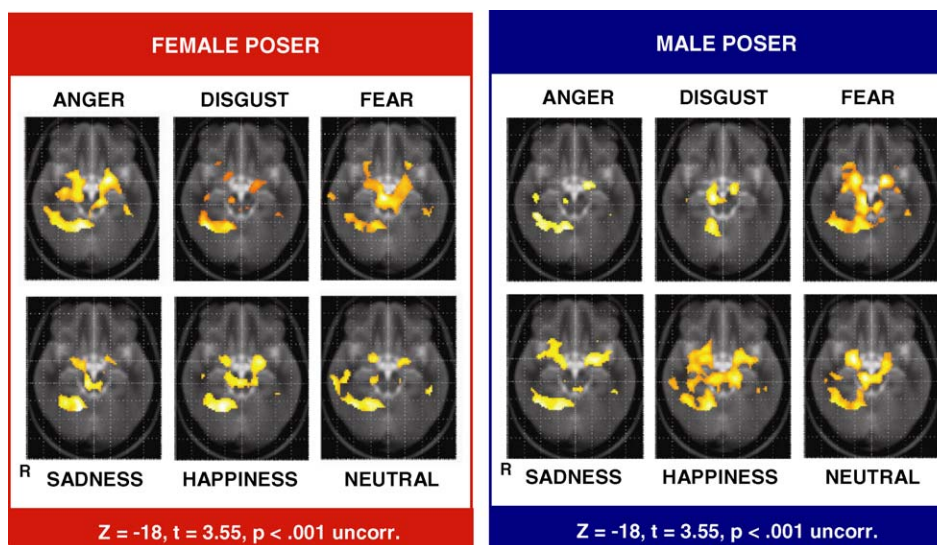 FEMALE POSER
ANGER DISGUST FEAR
R SADNESS HAPPINESS NEUTRAL
Z = -18, t = 3.55, p < .001 uncorr.
MALE POSER
ANGER DISGUST FEAR
R SADNESS HAPPINESS NEUTRAL
Z = -18, t = 3.55, p < .001 uncorr.